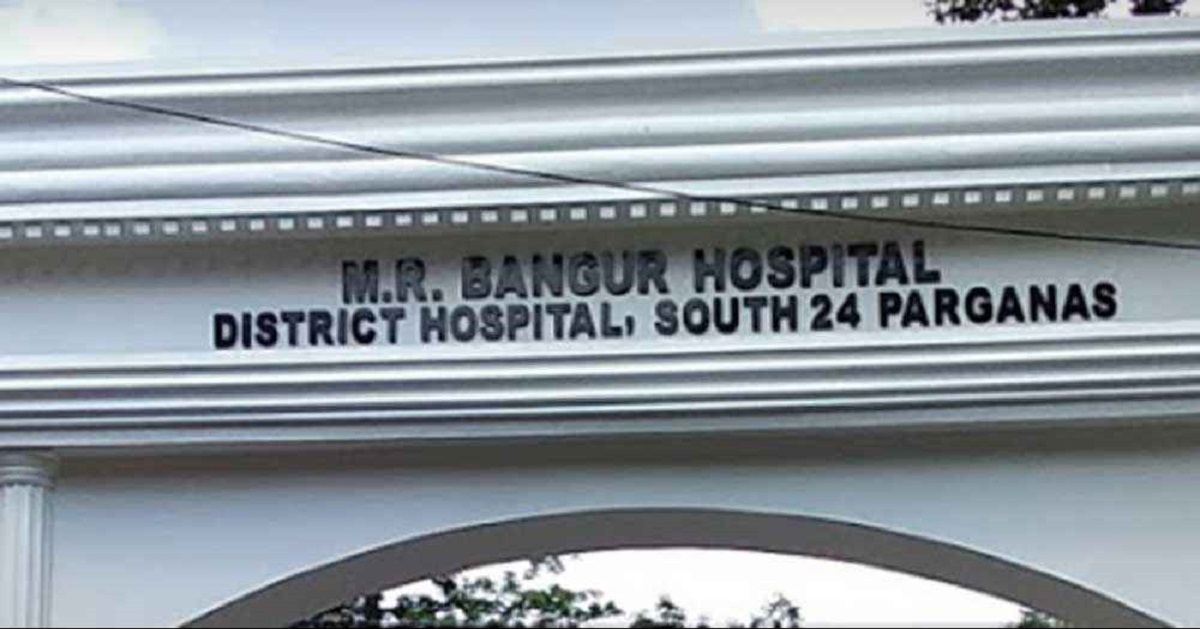 M.R. BANGUR HOSPITAL
DISTRICT HOSPITAL, SOUTH 24 PARGANAS